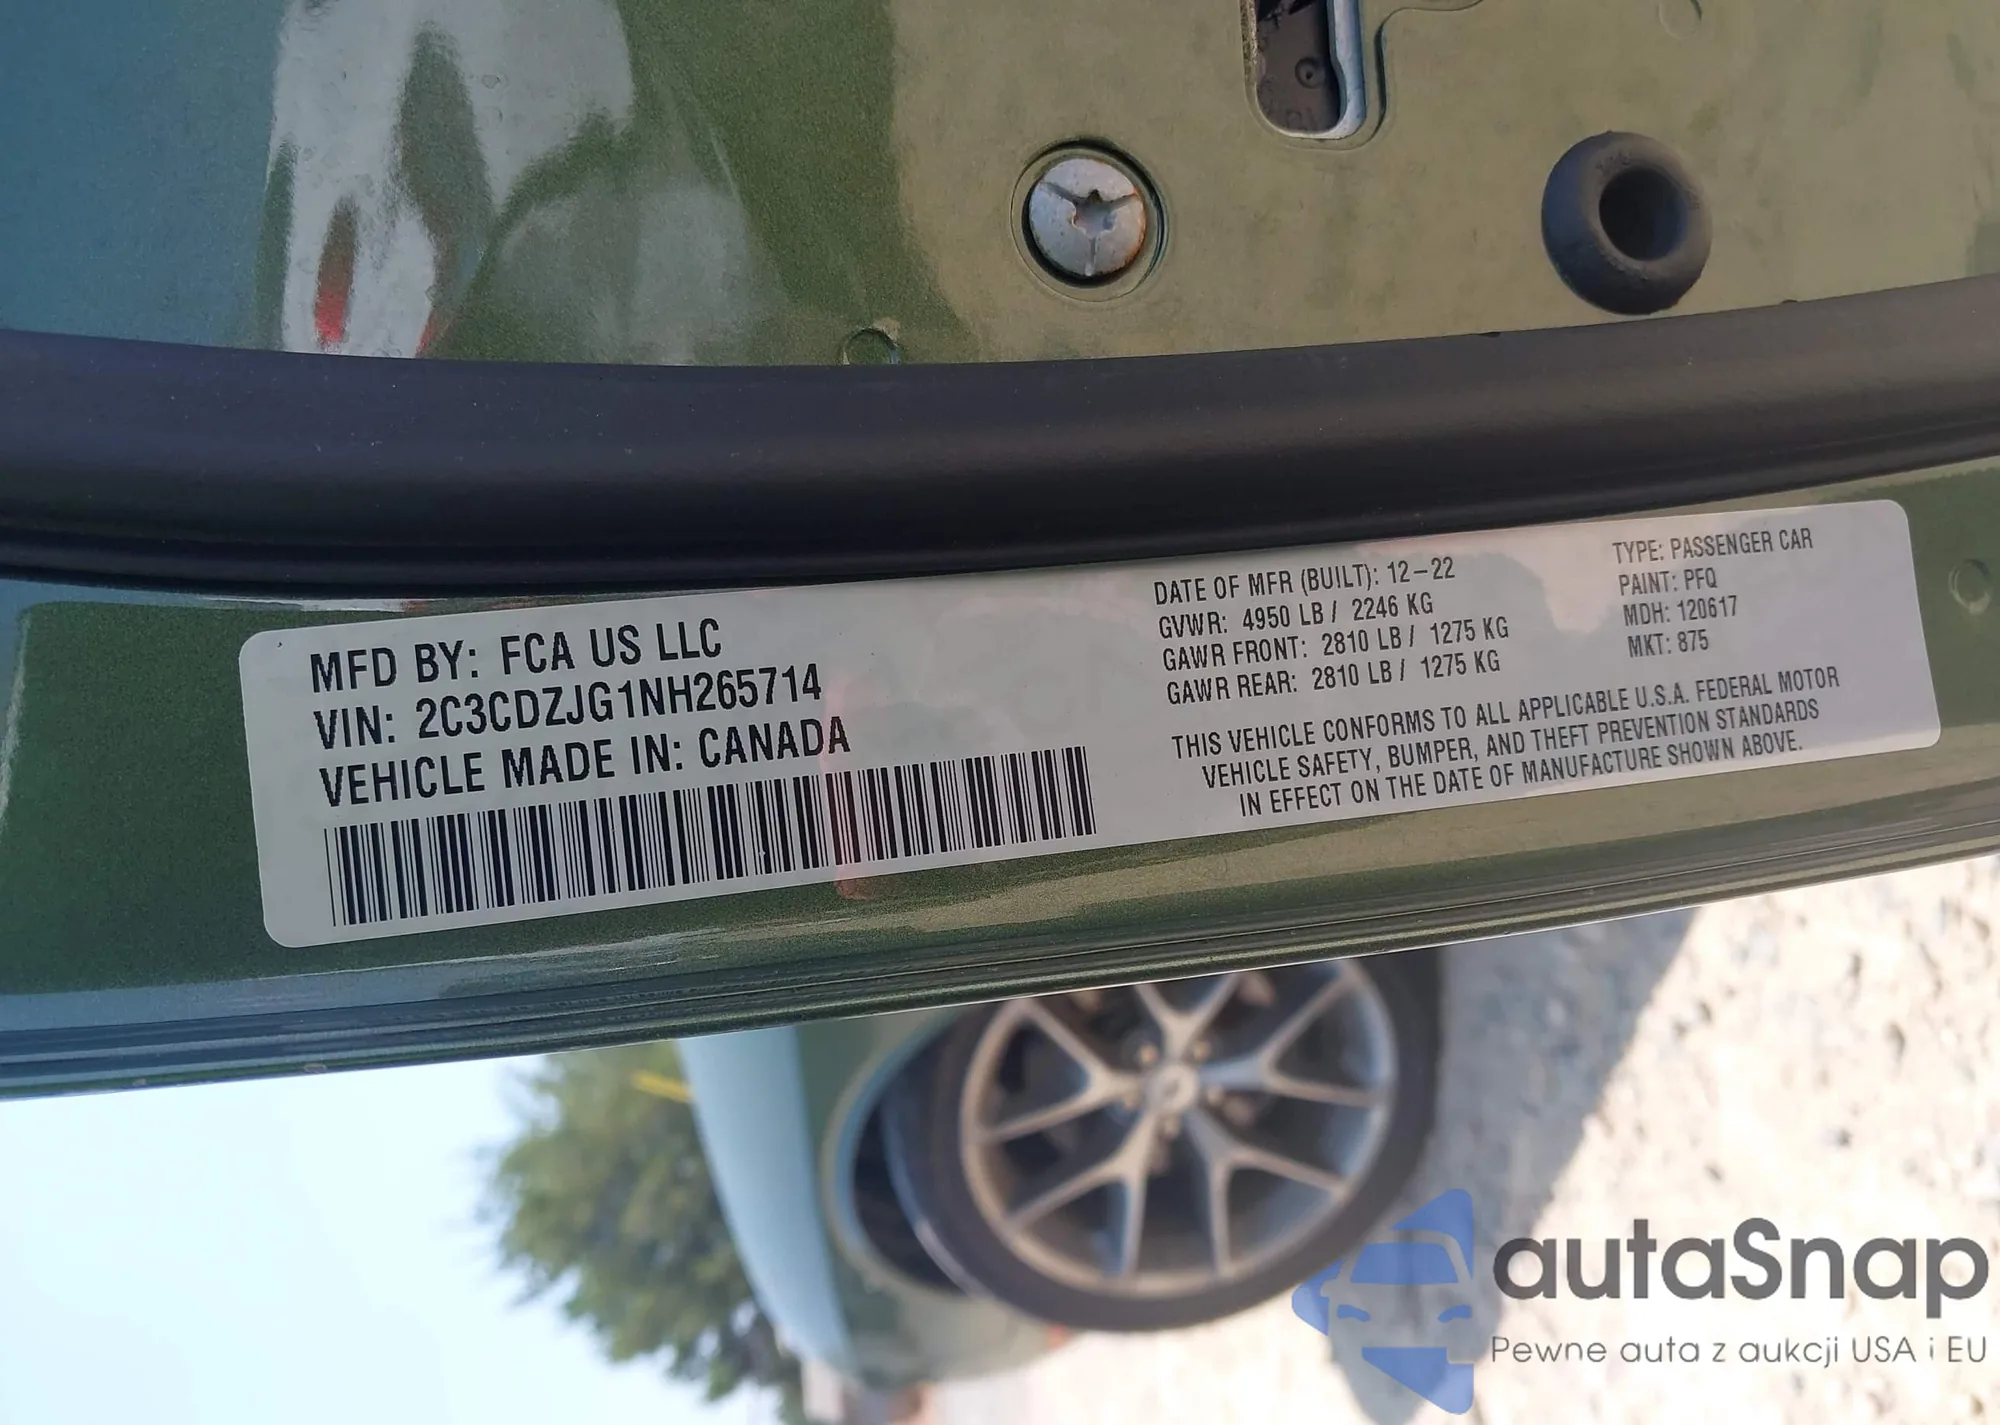 MFD BY: FCA US LLC
VIN: 2C3CDZJG1NH265714
VEHICLE MADE IN: CANADA
DATE OF MFR (BUILT): 12-22
GVWR: 4950 LB / 2246 KG
GAWR FRONT: 2810 LB / 1275 KG
GAWR REAR: 2810 LB / 1275 KG
TYPE: PASSENGER CAR
PAINT: PFQ
MDH: 120617
MKT: 875
THIS VEHICLE CONFORMS TO ALL APPLICABLE U.S.A. FEDERAL MOTOR
VEHICLE SAFETY, BUMPER, AND THEFT PREVENTION STANDARDS
IN EFFECT ON THE DATE OF MANUFACTURE SHOWN ABOVE.
autaSnap
Pewne auta z aukcji USA i EU